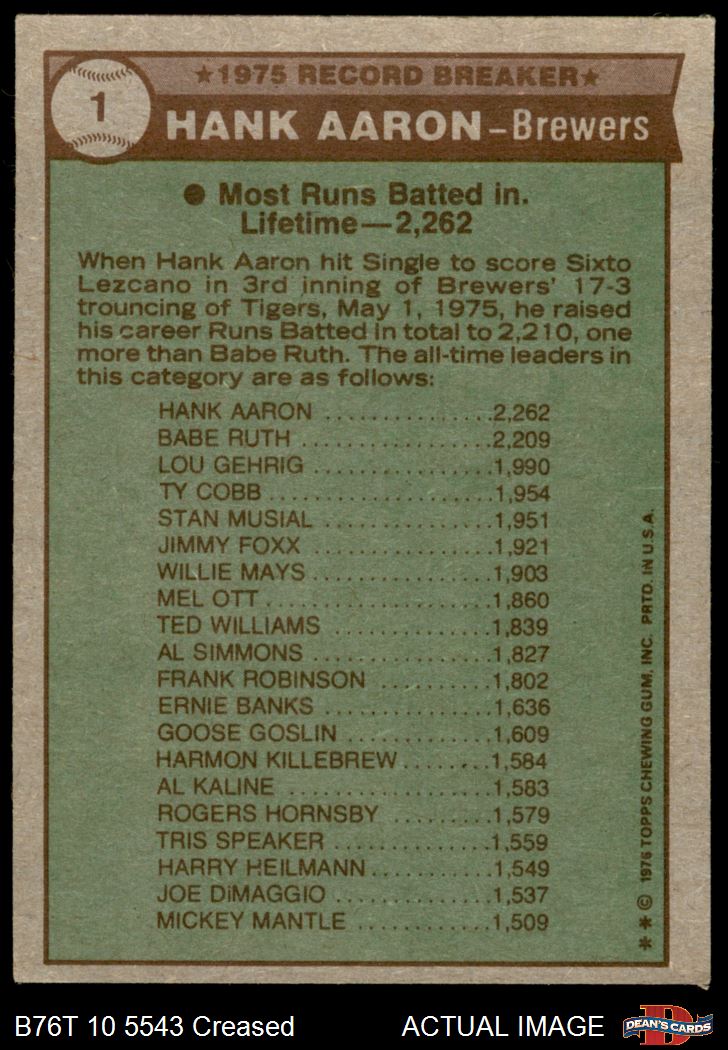 1
★1975 RECORD BREAKER★
HANK AARON–Brewers
● Most Runs Batted in.
Lifetime—2,262
When Hank Aaron hit Single to score Sixto
Lezcano in 3rd inning of Brewers' 17-3
trouncing of Tigers, May 1, 1975, he raised
his career Runs Batted In total to 2,210, one
more than Babe Ruth. The all-time leaders in
this category are as follows:
HANK AARON ...............2,262
BABE RUTH .................2,209
LOU GEHRIG ...............1,990
TY COBB....................1,954
STAN MUSIAL ..............1,951
JIMMY FOXX ...............1,921
WILLIE MAYS ..............1,903
MEL OTT....................1,860
TED WILLIAMS .............1,839
AL SIMMONS ...............1,827
FRANK ROBINSON ..........1,802
ERNIE BANKS ..............1,636
GOOSE GOSLIN ............1,609
HARMON KILLEBREW.......1,584
AL KALINE .................1,583
ROGERS HORNSBY .........1,579
TRIS SPEAKER .............1,559
HARRY HEILMANN..........1,549
JOE DiMAGGIO ............1,537
MICKEY MANTLE ...........1,509
** © 1976 TOPPS CHEWING GUM, INC. PRTD. IN U.S.A.
B76T 10 5543 Creased
ACTUAL IMAGE
D
DEAN'S CARDS